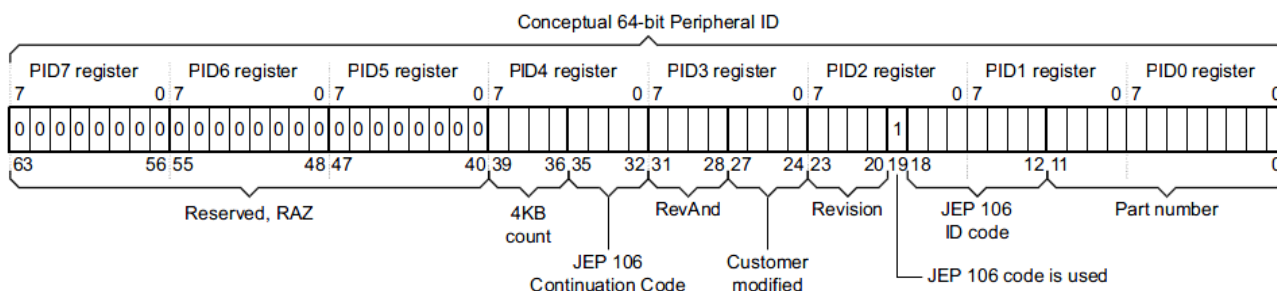 Conceptual 64-bit Peripheral ID
PID7 register PID6 register PID5 register PID4 register PID3 register PID2 register PID1 register PID0 register
7 0 7 0 7 0 7 0 7 0 7 0 7 0 7 0
0 0 0 0 0 0 0 0 0 0 0 0 0 0 0 0 0 0 0 0 0 0 0 0 1
63 56 55 48 47 40 39 36 35 32 31 28 27 24 23 20 19 18 12 11 0
Reserved, RAZ 4KB RevAnd Revision JEP 106 Part number
count ID code
JEP 106 Customer JEP 106 code is used
Continuation Code modified